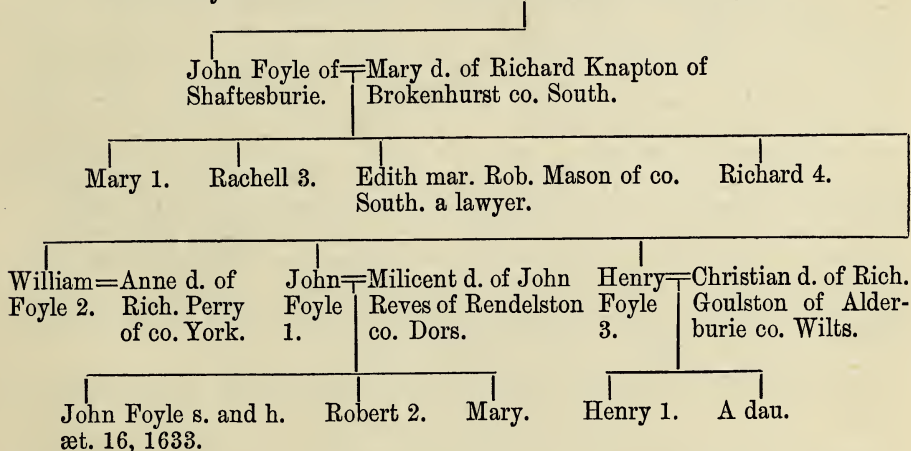 John Foyle of=Mary d. of Richard Knapton of
Shaftesburie. Brokenhurst co. South.
Mary 1. Rachell 3. Edith mar. Rob. Mason of co. Richard 4.
South. a lawyer.
William=Anne d. of John=Milicent d. of John Henry=Christian d. of Rich.
Foyle 2. Rich. Perry Foyle Reves of Rendelston Foyle Goulston of Alder-
of co. York. 1. co. Dors. 3. burie co. Wilts.
John Foyle s. and h. Robert 2. Mary. Henry 1. A dau.
æt. 16, 1633.